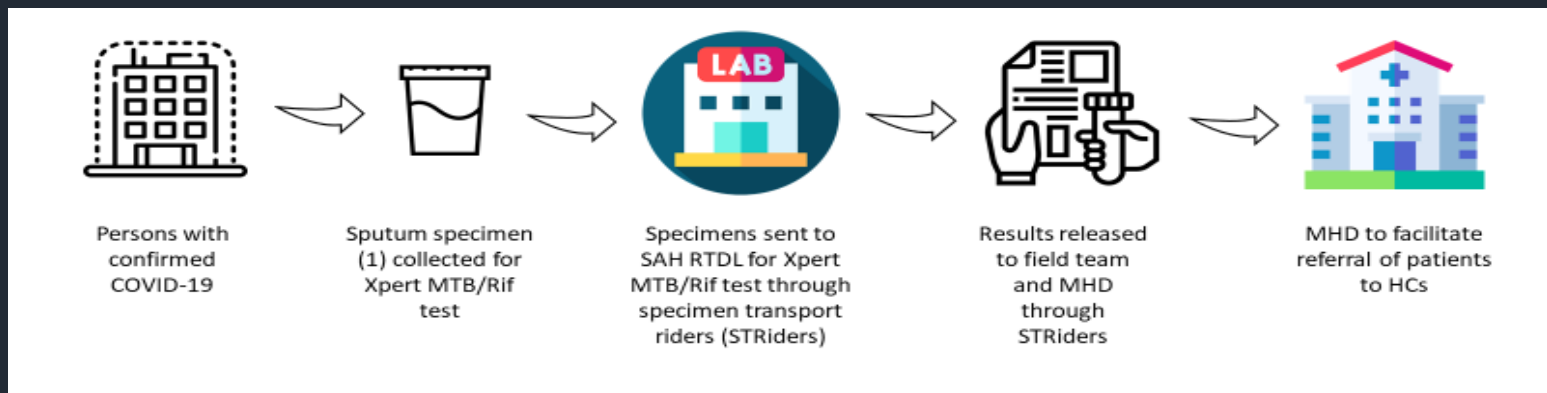 LAB
Persons with
confirmed
COVID-19
Sputum specimen
(1) collected for
Xpert MTB/Rif
test
Specimens sent to
SAH RTDL for Xpert
MTB/Rif test through
specimen transport
riders (STRiders)
Results released
to field team
and MHD
through
STRiders
MHD to facilitate
referral of patients
to HCs